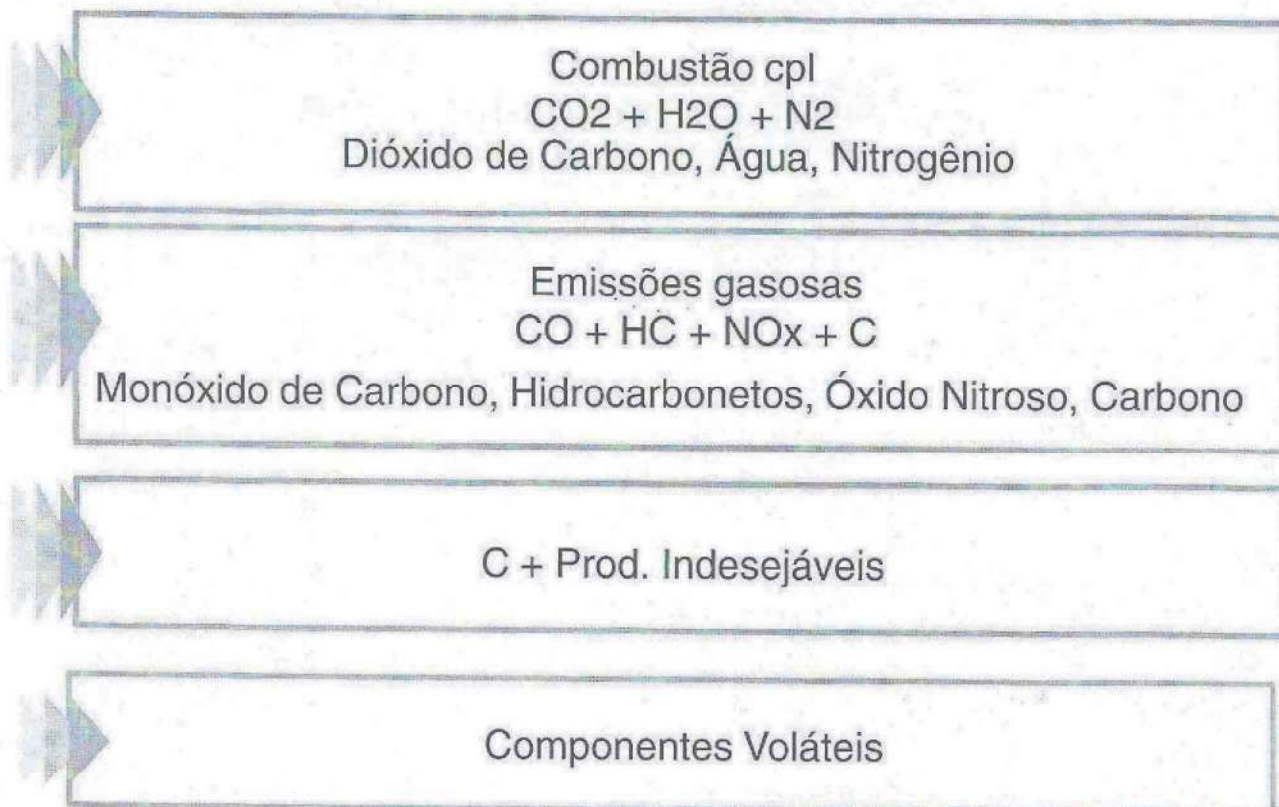 Combustão cpl
CO2 + H2O + N2
Dióxido de Carbono, Água, Nitrogênio
Emissões gasosas
CO + HC + NOx + C
Monóxido de Carbono, Hidrocarbonetos, Óxido Nitroso, Carbono
C + Prod. Indesejáveis
Componentes Voláteis